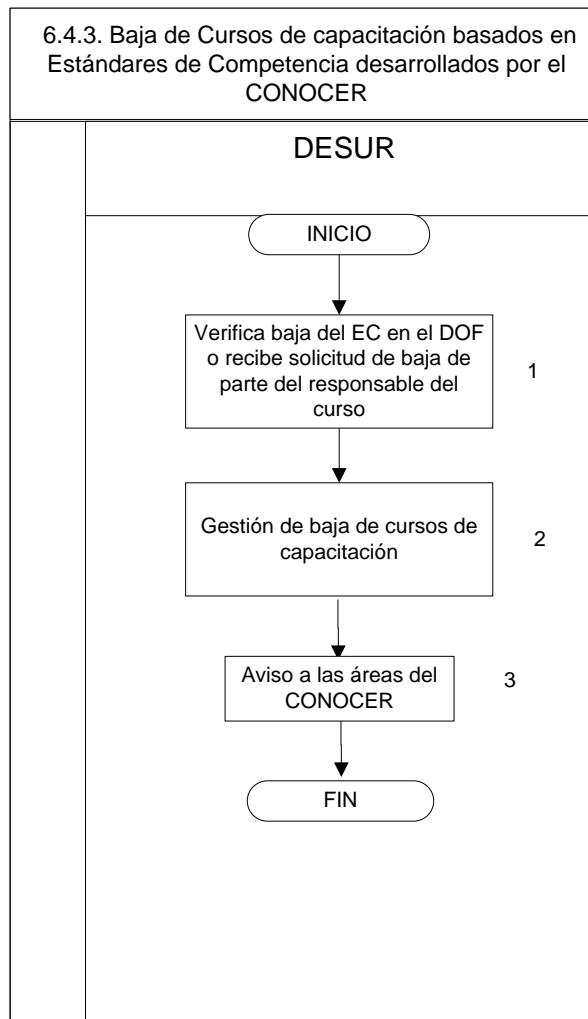 6.4.3. Baja de Cursos de capacitación basados en
Estándares de Competencia desarrollados por el
CONOCER
DESUR
INICIO
Verifica baja del EC en el DOF
o recibe solicitud de baja de
parte del responsable del
curso
1
Gestión de baja de cursos de
capacitación
2
Aviso a las áreas del
CONOCER
3
FIN